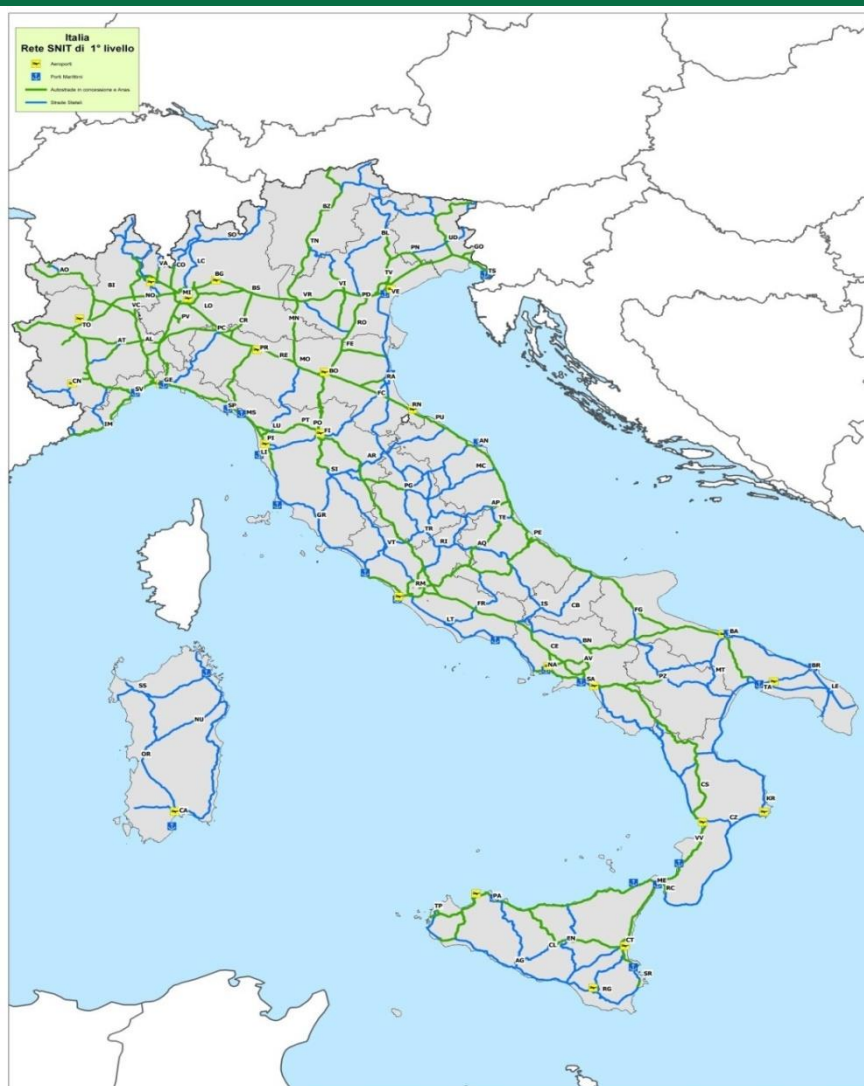 Italia
Rete SNIT di 1° livello
Aeroporti
Porti Marittimi
Autostrade in concessione e Anas
Strade Statali
BZ
SO
TN
BL
PN
UD
GO
AO
VA
CO
LC
BG
BI
TV
TS
VI
NO
MI
BS
VR
PD
VE
VC
LO
TO
PV
CR
MN
RO
AT
AL
PC
PR
RE
MO
FE
CN
GE
BO
RA
SV
SP
MS
FC
RN
IM
LU
PT
PO
FI
PU
PI
LI
AR
AN
SI
MC
PG
GR
AP
TE
TR
RI
VT
AQ
PE
RM
FR
IS
CB
FG
LT
CE
BN
BA
NA
AV
SA
PZ
MT
TA
BR
LE
SS
NU
OR
CA
CS
KR
CZ
VV
ME
RC
TP
PA
EN
CT
AG
CL
SR
RG